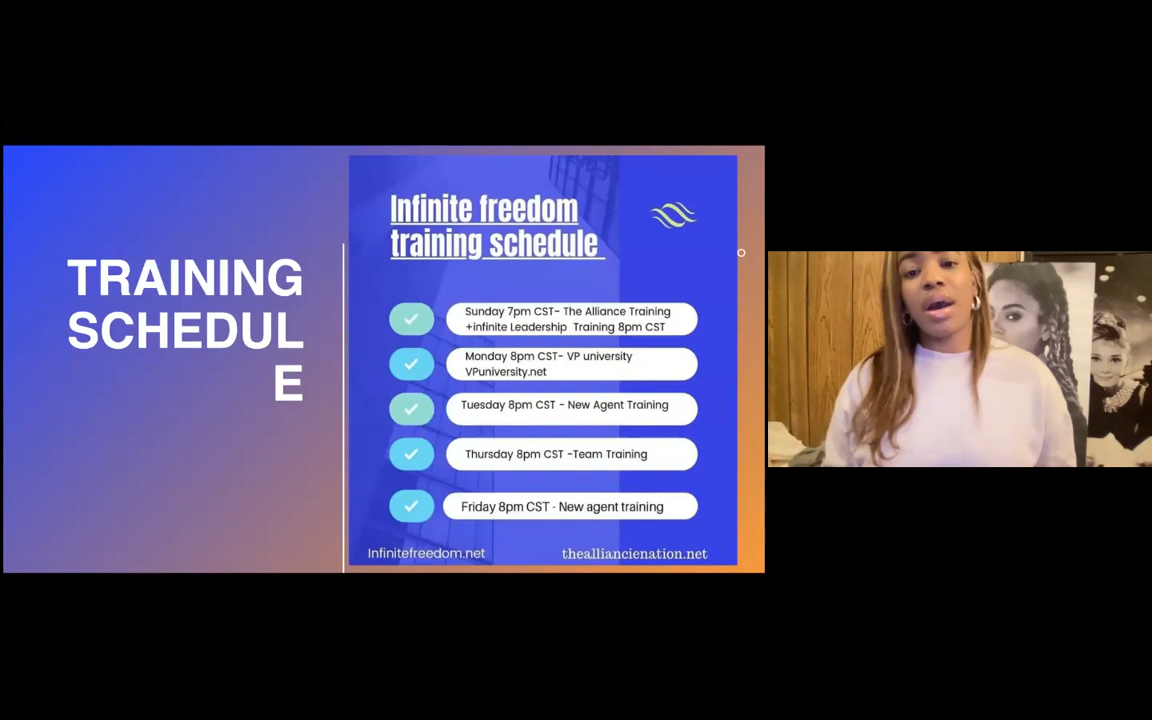 TRAINING
SCHEDUL
E
Infinite freedom
training schedule
Sunday 7pm CST- The Alliance Training
+infinite Leadership Training 8pm CST
Monday 8pm CST- VP university
VPuniversity.net
Tuesday 8pm CST - New Agent Training
Thursday 8pm CST -Team Training
Friday 8pm CST - New agent training
Infinitefreedom.net
theallliancienation.net